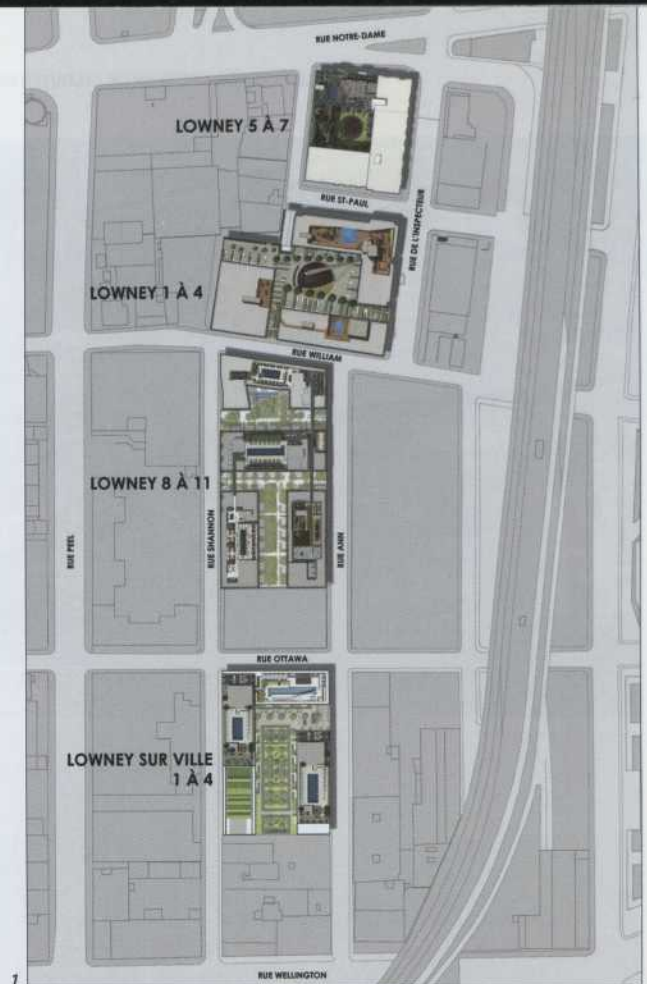 RUE NOTRE-DAME
LOWNEY 5 À 7
RUE ST-PAUL
RUE DE L'INSPECTEUR
LOWNEY 1 À 4
RUE WILLIAM
LOWNEY 8 À 11
RUE PEEL
RUE SHANNON
RUE ANN
RUE OTTAWA
LOWNEY SUR VILLE
1 À 4
RUE WELLINGTON
1